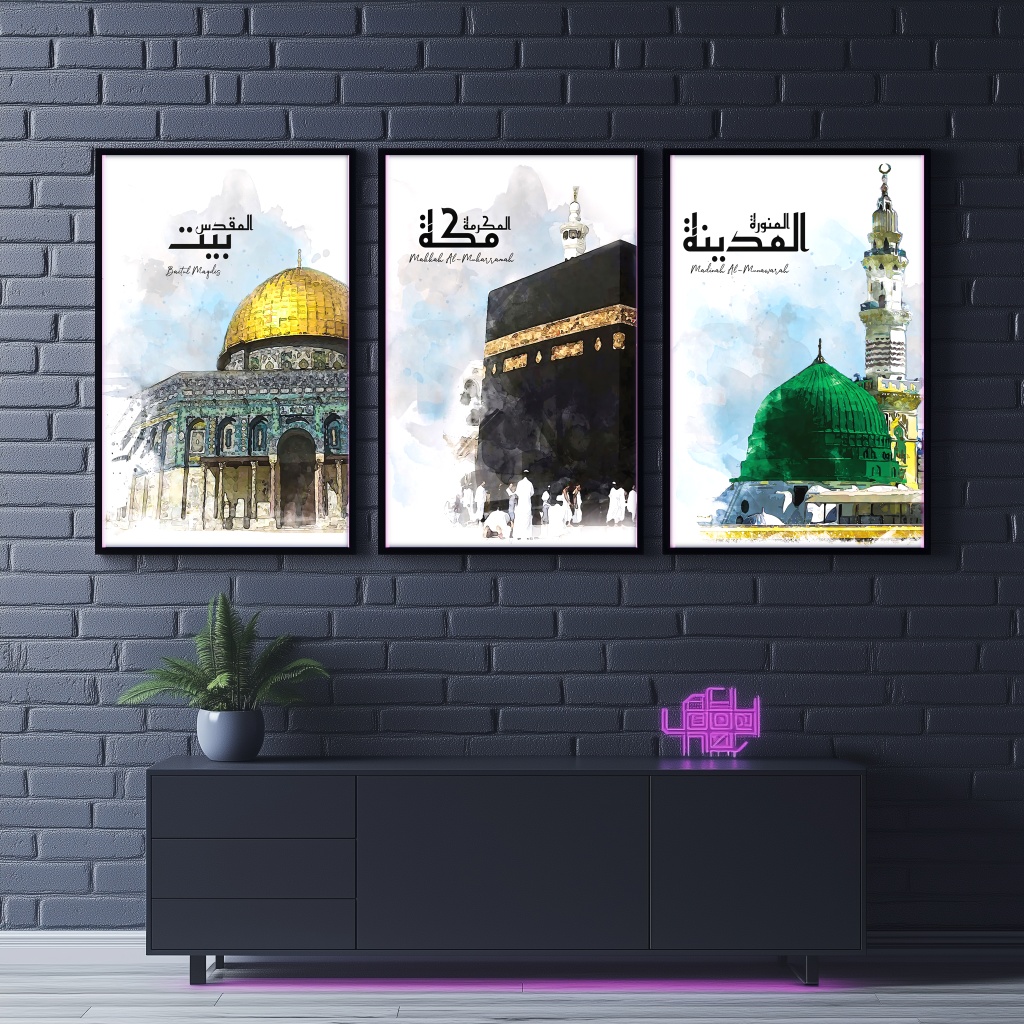 بيت المقدس
Baitul Maqdis
مكة المكرمة
Makkah Al-Mukarramah
المدينة المنورة
Madinah Al-Munawarah